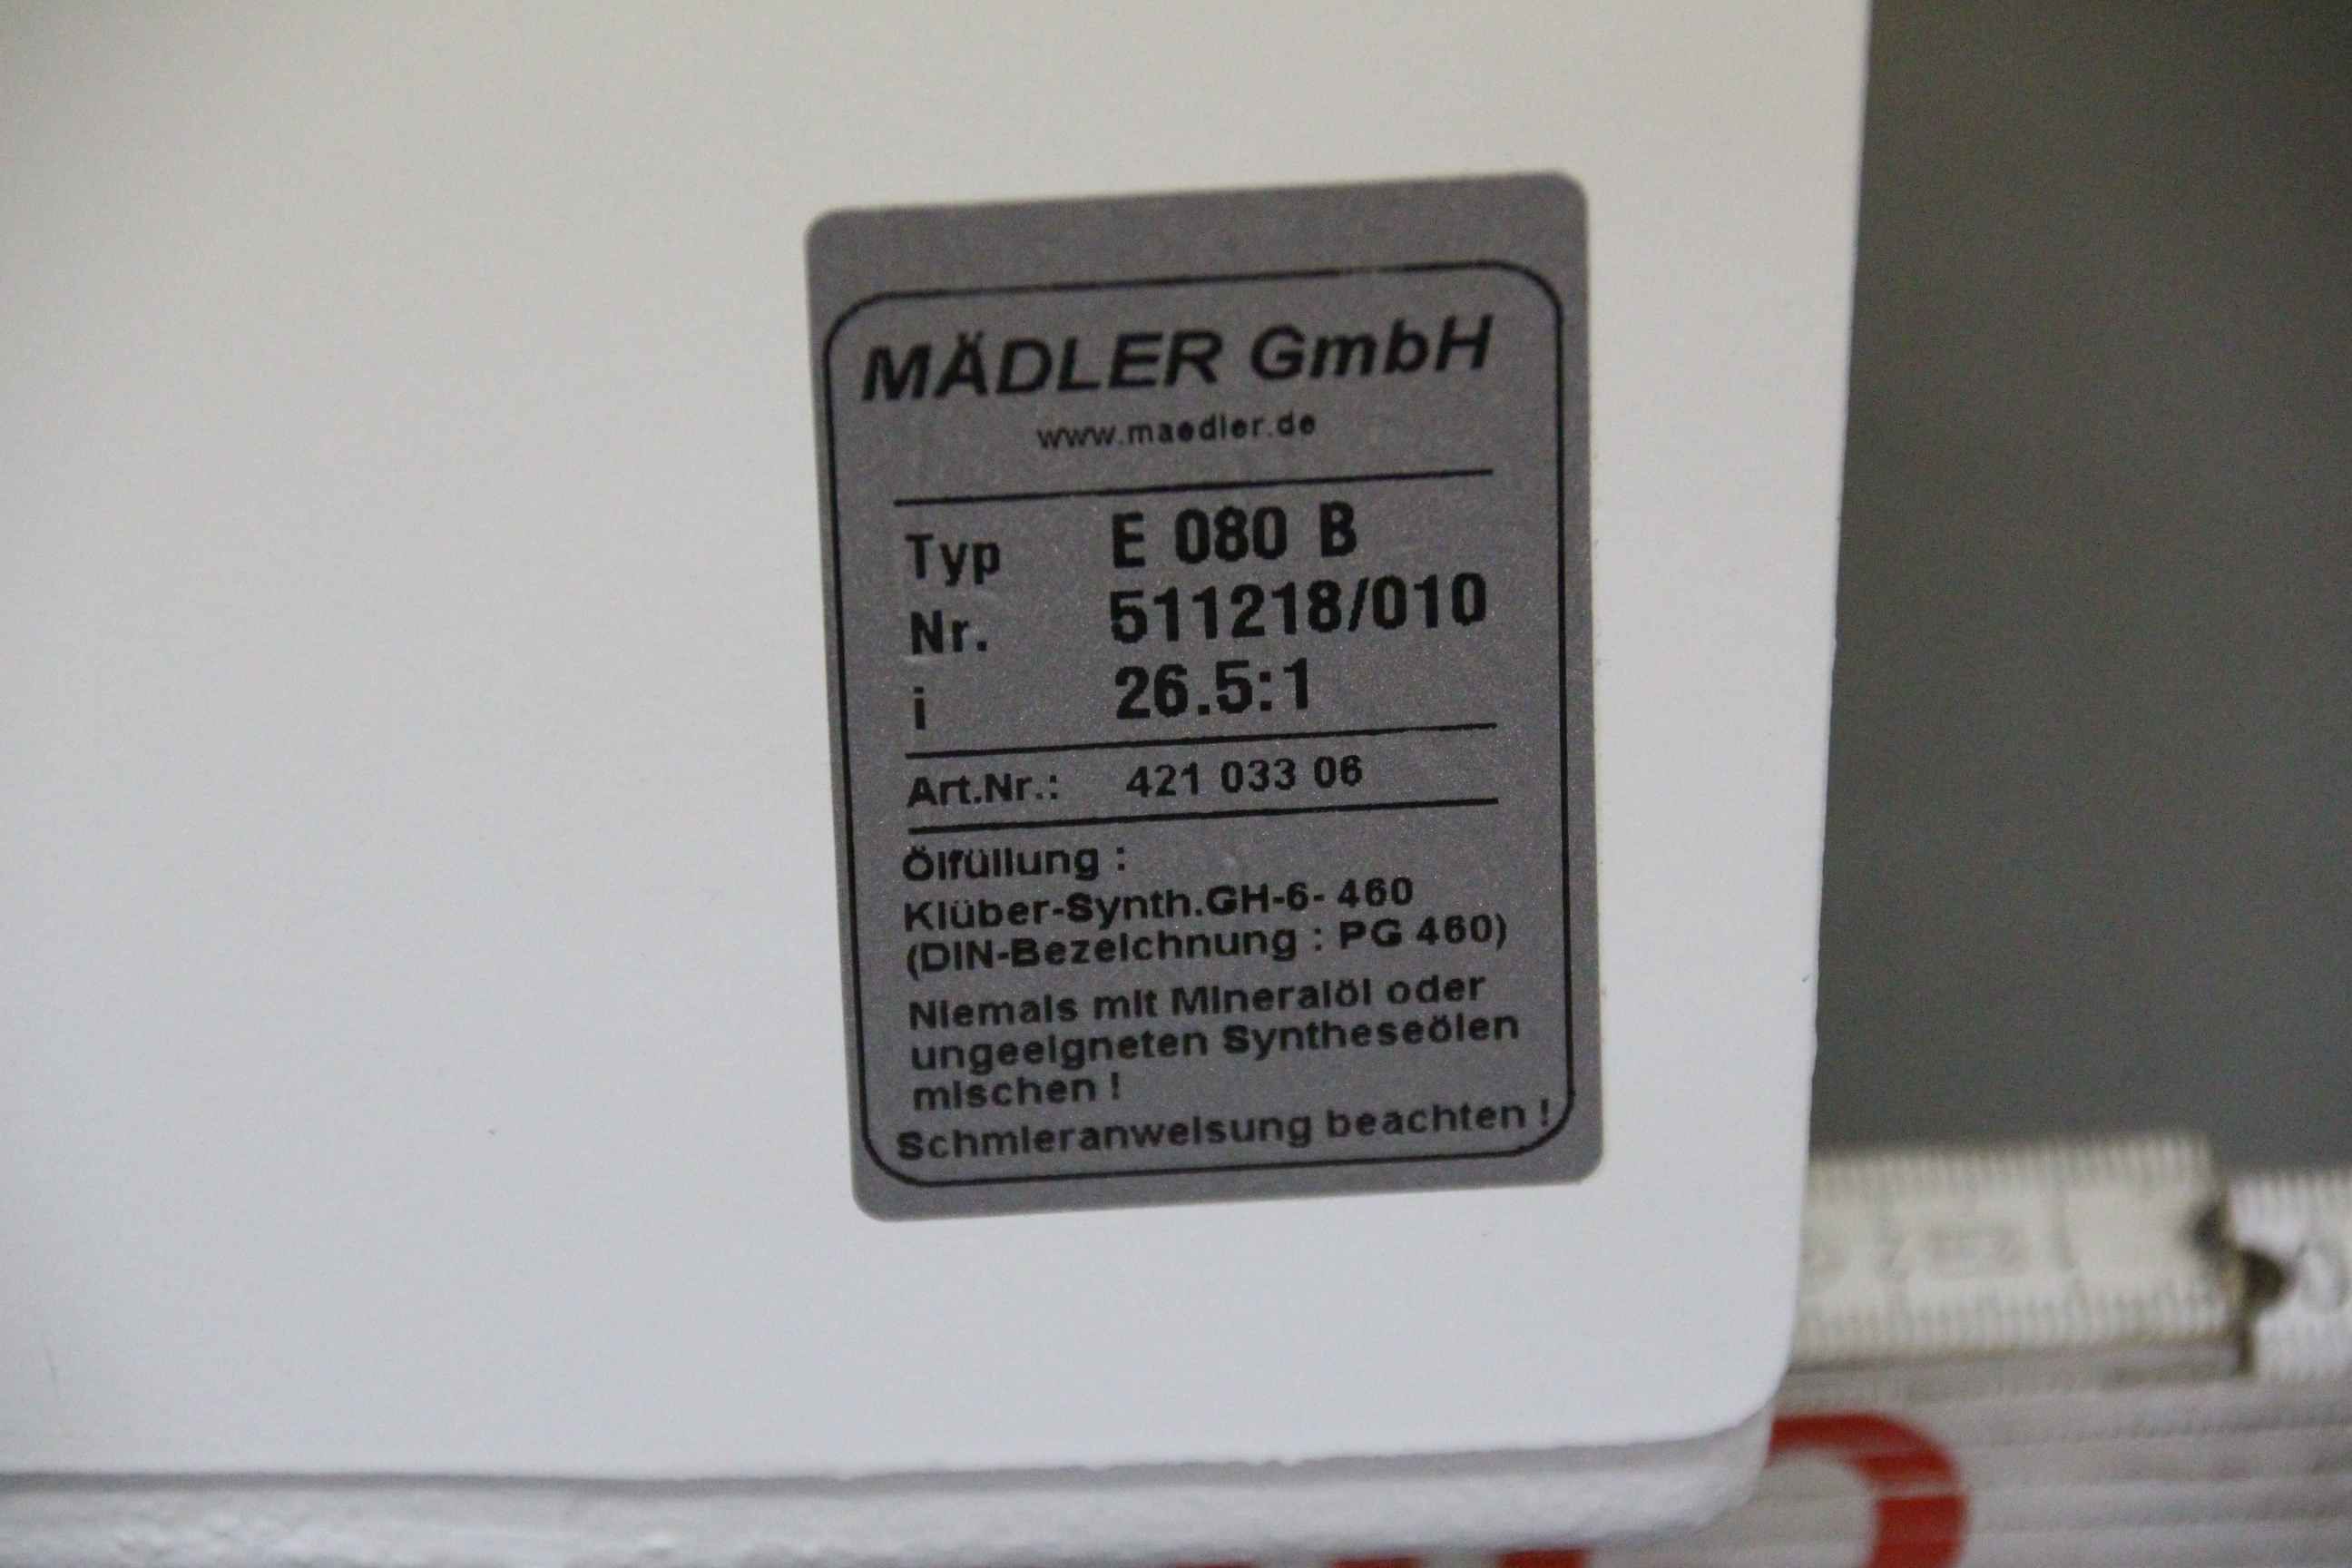 MÄDLER GmbH
www.maedler.de
Typ E 080 B
Nr. 511218/010
i 26.5:1
Art.Nr.: 421 033 06
Ölfüllung :
Klüber-Synth.GH-6- 460
(DIN-Bezeichnung : PG 460)
Niemals mit Mineralöl oder
ungeeigneten Syntheseölen
mischen !
Schmieranweisung beachten !